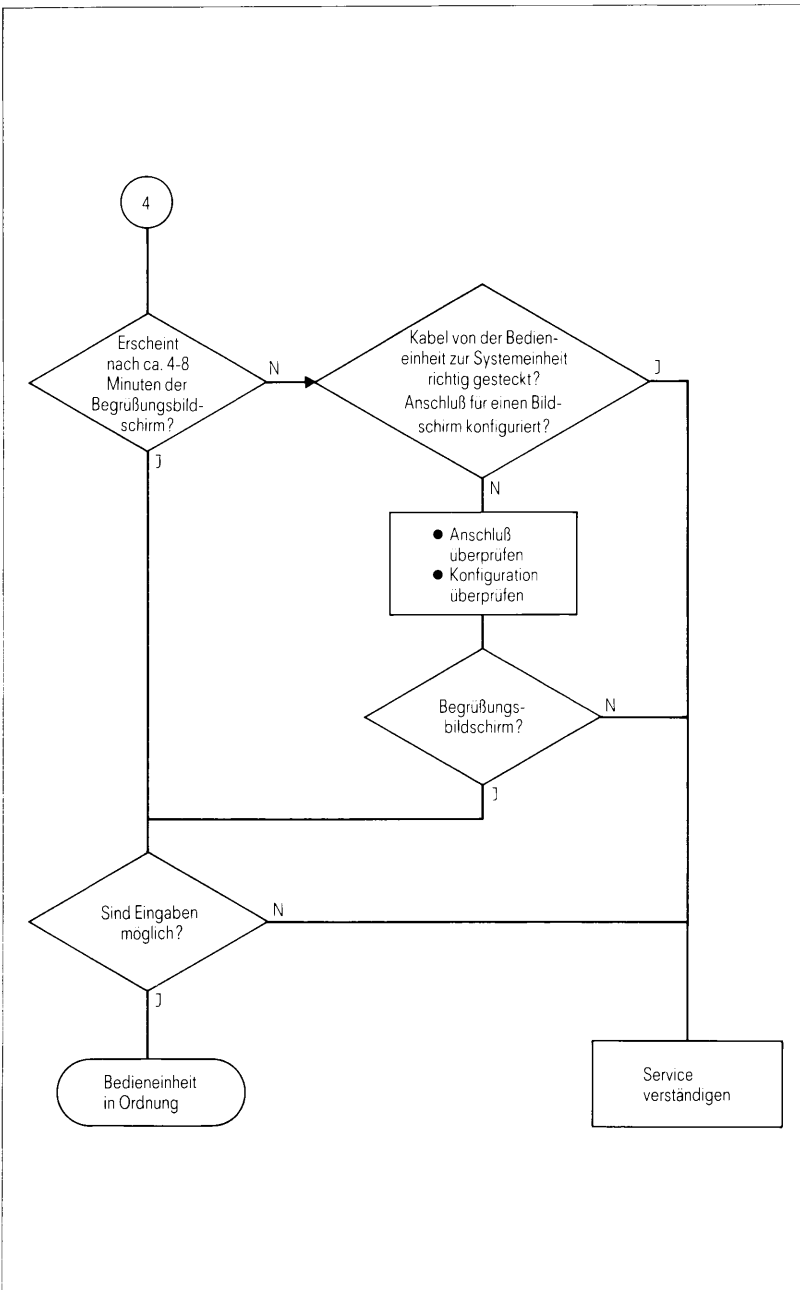 4
Erscheint
nach ca. 4-8
Minuten der
Begrüßungsbild-
schirm?
N
J
Kabel von der Bedien-
einheit zur Systemeinheit
richtig gesteckt?
Anschluß für einen Bild-
schirm konfiguriert?
J
N
● Anschluß
überprüfen
● Konfiguration
überprüfen
Begrüßungs-
bildschirm?
N
J
Sind Eingaben
möglich?
N
J
Bedieneinheit
in Ordnung
Service
verständigen